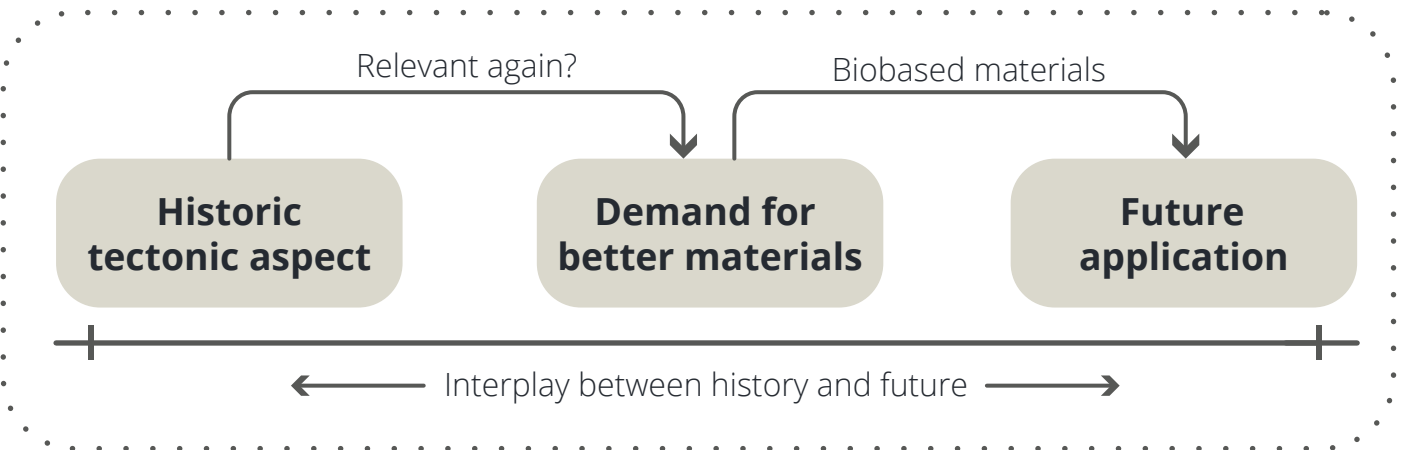 Relevant again?
Biobased materials
Historic
tectonic aspect
Demand for
better materials
Future
application
Interplay between history and future